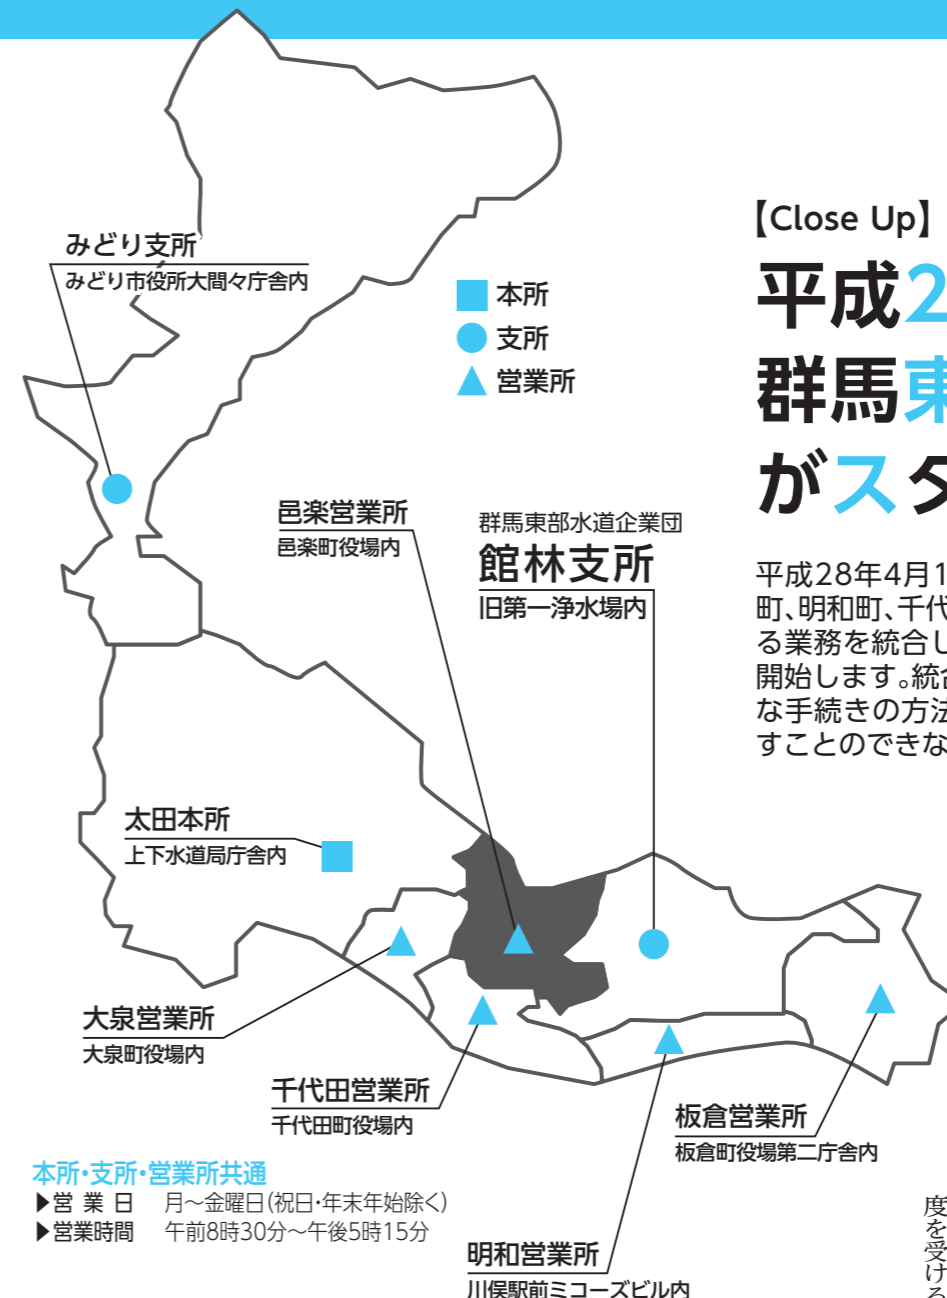 【Close Up】
平成2
群馬東
がスタ
平成28年4月1
町、明和町、千代
る業務を統合し
開始します。統合
な手続きの方法
すことのできな
みどり支所
みどり市役所大間々庁舎内
本所
支所
営業所
邑楽営業所
邑楽町役場内
群馬東部水道企業団
館林支所
旧第一浄水場内
太田本所
上下水道局庁舎内
大泉営業所
大泉町役場内
千代田営業所
千代田町役場内
板倉営業所
板倉町役場第二庁舎内
明和営業所
川俣駅前ミコーズビル内
本所・支所・営業所共通
▶営業日 月～金曜日(祝日・年末年始除く)
▶営業時間 午前8時30分～午後5時15分
度を受ける